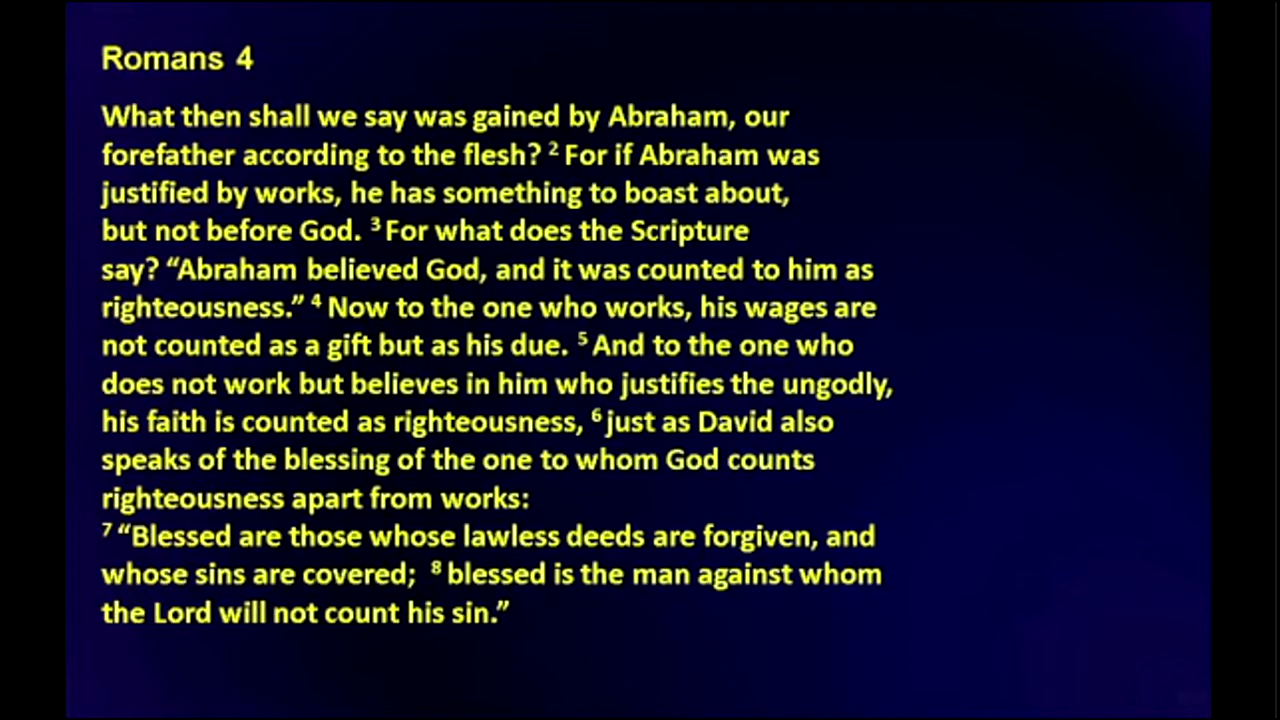 Romans 4
What then shall we say was gained by Abraham, our
forefather according to the flesh? 2 For if Abraham was
justified by works, he has something to boast about,
but not before God. 3 For what does the Scripture
say? “Abraham believed God, and it was counted to him as
righteousness.” 4 Now to the one who works, his wages are
not counted as a gift but as his due. 5 And to the one who
does not work but believes in him who justifies the ungodly,
his faith is counted as righteousness, 6 just as David also
speaks of the blessing of the one to whom God counts
righteousness apart from works:
7 “Blessed are those whose lawless deeds are forgiven, and
whose sins are covered; 8 blessed is the man against whom
the Lord will not count his sin.”